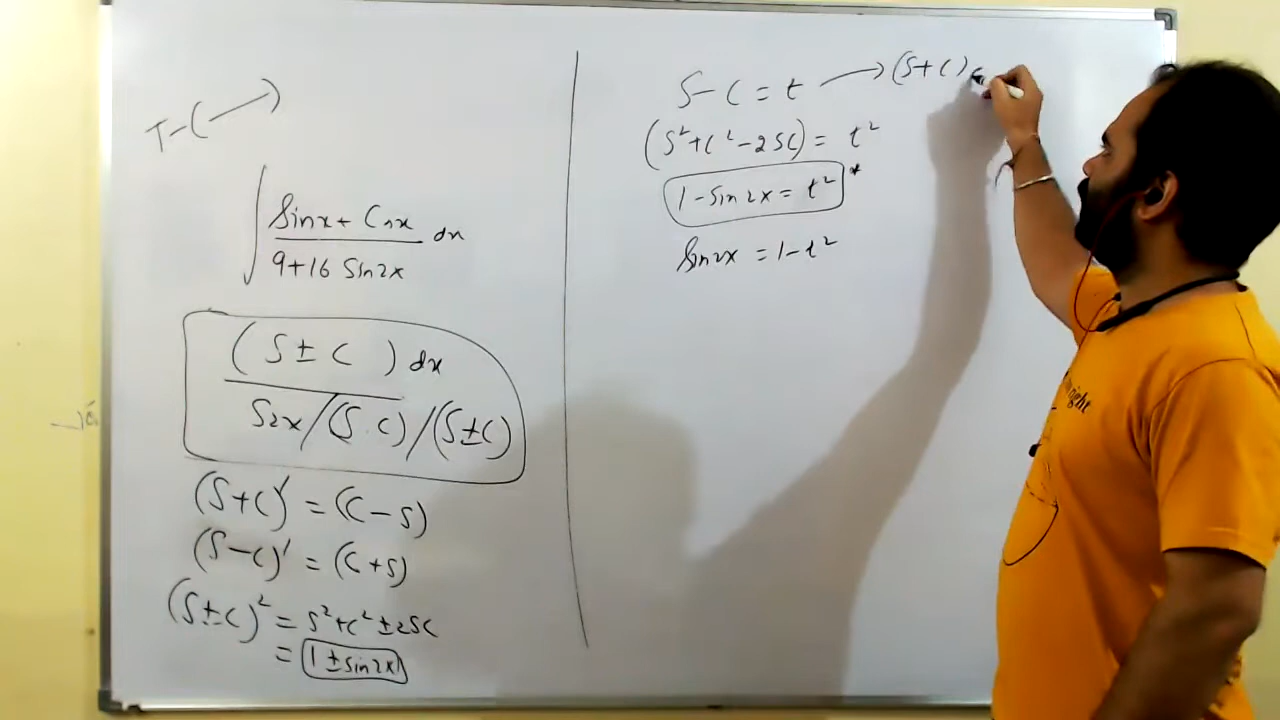 T-C →
∫ Sinx + Cosx / 9+16 Sin2x dx
(S ± C) dx
S2x/(S.C)/(S±C)
(S+C)' = (C-S)
(S-C)' = (C+S)
(S±C)² = S²+C²±2SC
= 1±sin2x
S-C = t → (S+C)
(S²+C²-2SC) = t²
1-Sin2x = t² *
Sin2x = 1-t²